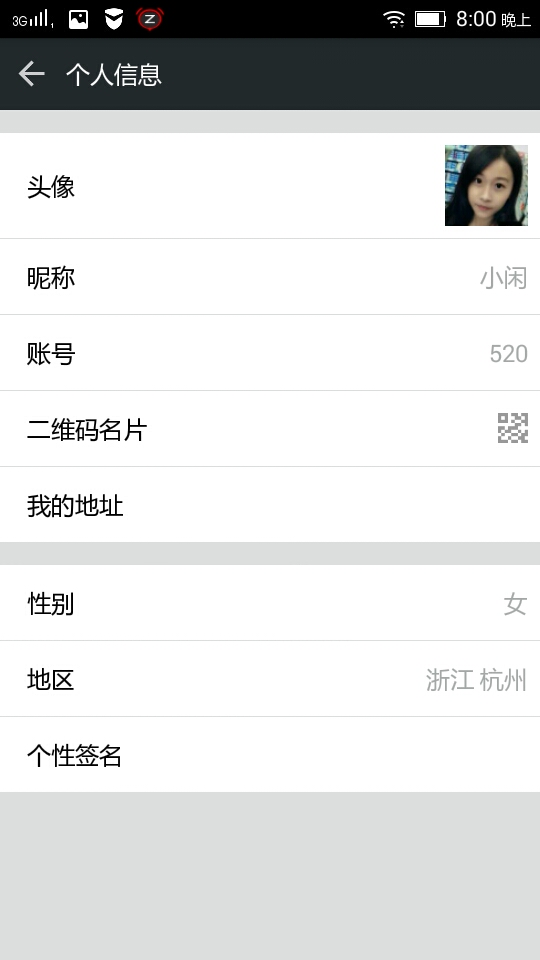 3G 8:00 晚上
个人信息
头像
昵称 小闲
账号 520
二维码名片
我的地址
性别 女
地区 浙江 杭州
个性签名